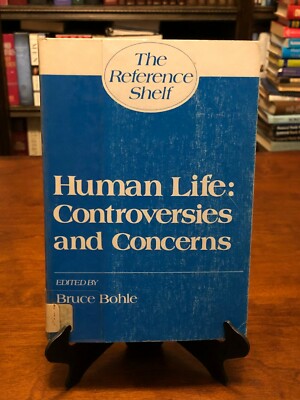 The
Reference
Shelf
Human Life:
Controversies
and Concerns
EDITED BY
Bruce Bohle